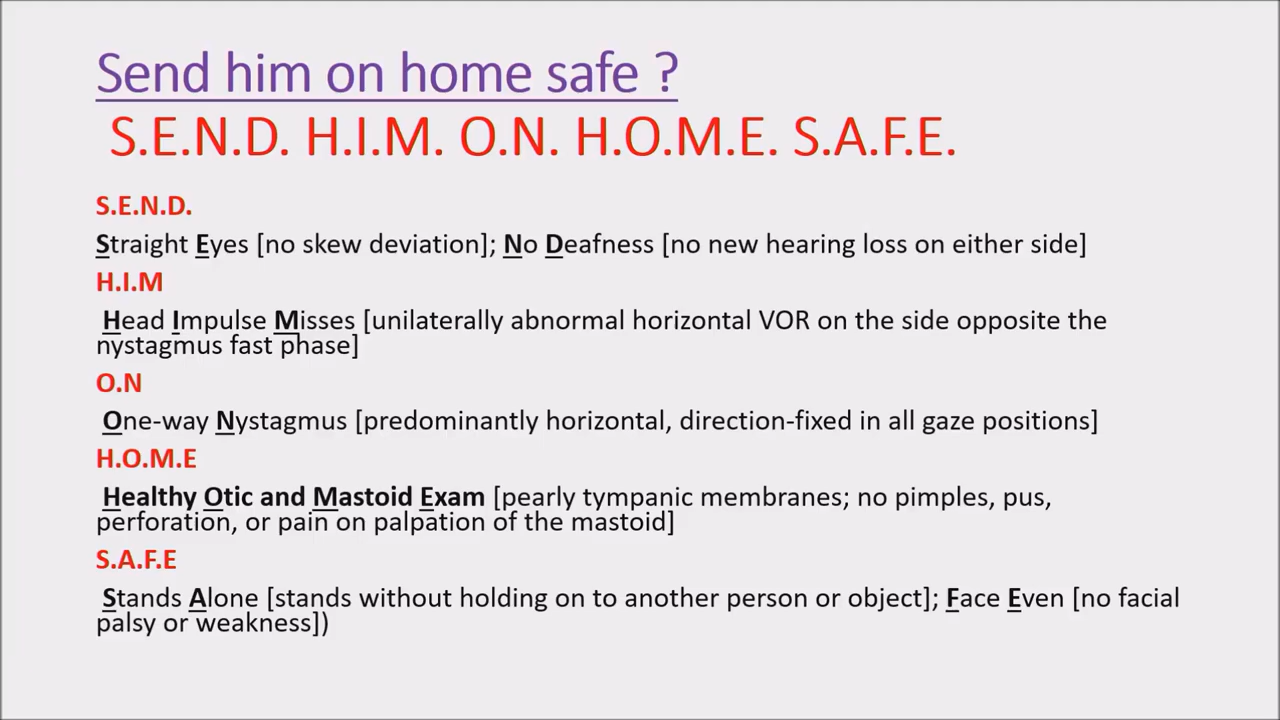 Send him on home safe ?
S.E.N.D. H.I.M. O.N. H.O.M.E. S.A.F.E.
S.E.N.D.
Straight Eyes [no skew deviation]; No Deafness [no new hearing loss on either side]
H.I.M
Head Impulse Misses [unilaterally abnormal horizontal VOR on the side opposite the
nystagmus fast phase]
O.N
One-way Nystagmus [predominantly horizontal, direction-fixed in all gaze positions]
H.O.M.E
Healthy Otic and Mastoid Exam [pearly tympanic membranes; no pimples, pus,
perforation, or pain on palpation of the mastoid]
S.A.F.E
Stands Alone [stands without holding on to another person or object]; Face Even [no facial
palsy or weakness])